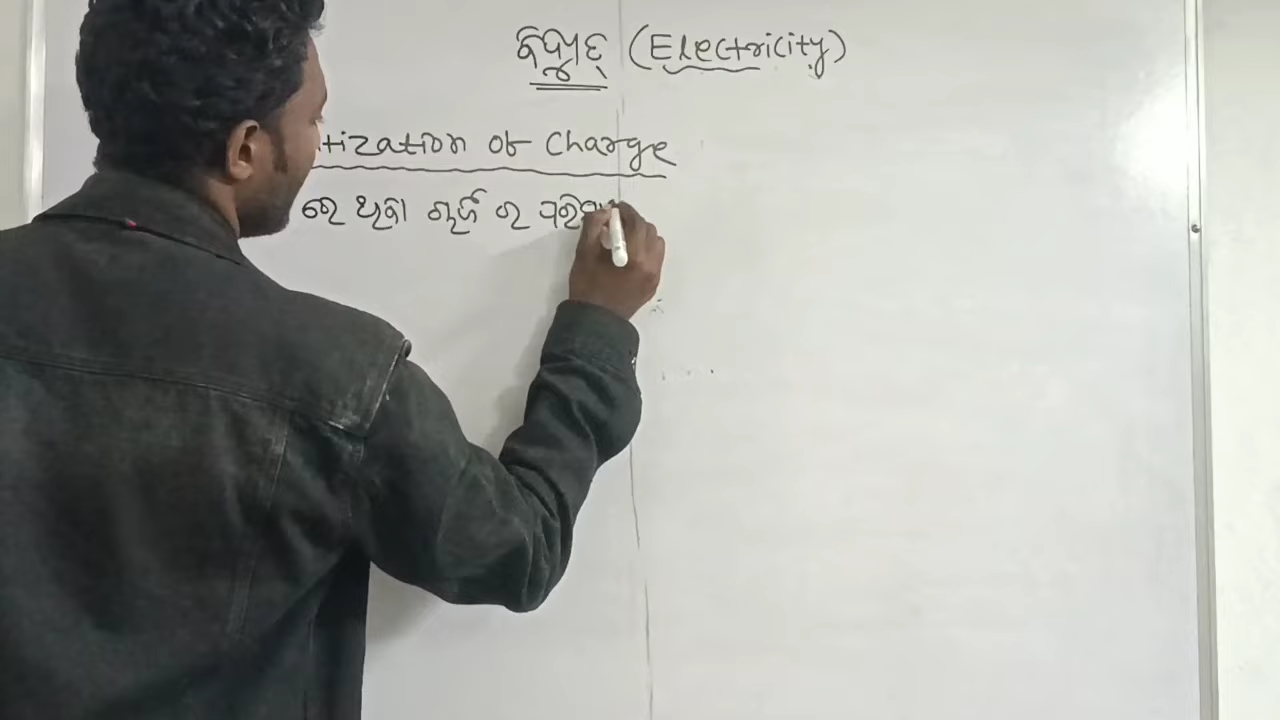 ବିଦ୍ୟୁତ୍ (Electricity)
tization of Charge
ରେ ଥିବା ଚାର୍ଜ ର